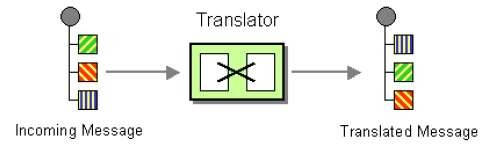 Translator
Incoming Message
Translated Message